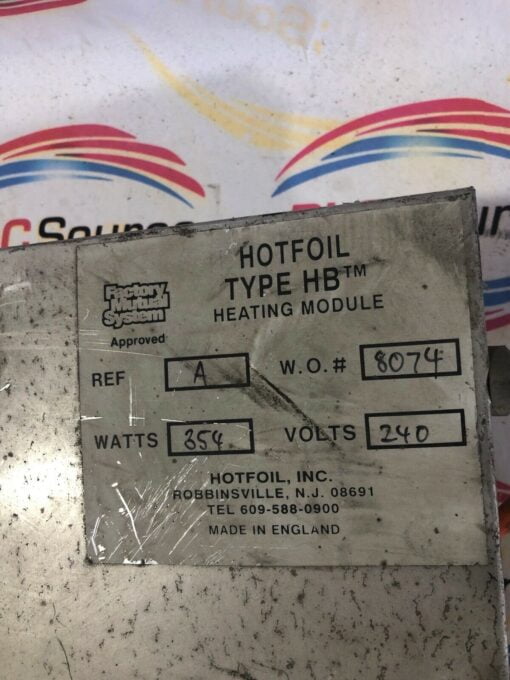 C Source
HOTFOIL
TYPE HB™
HEATING MODULE
Factory
Mutual
System
Approved
REF A W.O.# 8074
WATTS 354 VOLTS 240
HOTFOIL, INC.
ROBBINSVILLE, N.J. 08691
TEL 609-588-0900
MADE IN ENGLAND